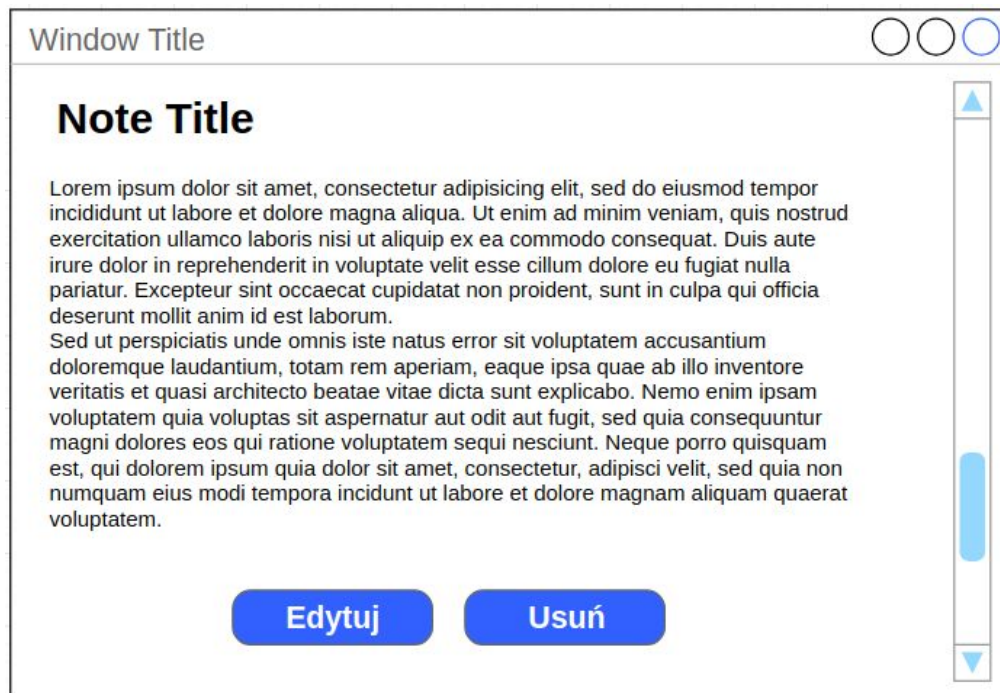 Window Title
Note Title
Lorem ipsum dolor sit amet, consectetur adipisicing elit, sed do eiusmod tempor
incididunt ut labore et dolore magna aliqua. Ut enim ad minim veniam, quis nostrud
exercitation ullamco laboris nisi ut aliquip ex ea commodo consequat. Duis aute
irure dolor in reprehenderit in voluptate velit esse cillum dolore eu fugiat nulla
pariatur. Excepteur sint occaecat cupidatat non proident, sunt in culpa qui officia
deserunt mollit anim id est laborum.
Sed ut perspiciatis unde omnis iste natus error sit voluptatem accusantium
doloremque laudantium, totam rem aperiam, eaque ipsa quae ab illo inventore
veritatis et quasi architecto beatae vitae dicta sunt explicabo. Nemo enim ipsam
voluptatem quia voluptas sit aspernatur aut odit aut fugit, sed quia consequuntur
magni dolores eos qui ratione voluptatem sequi nesciunt. Neque porro quisquam
est, qui dolorem ipsum quia dolor sit amet, consectetur, adipisci velit, sed quia non
numquam eius modi tempora incidunt ut labore et dolore magnam aliquam quaerat
voluptatem.
Edytuj
Usuń